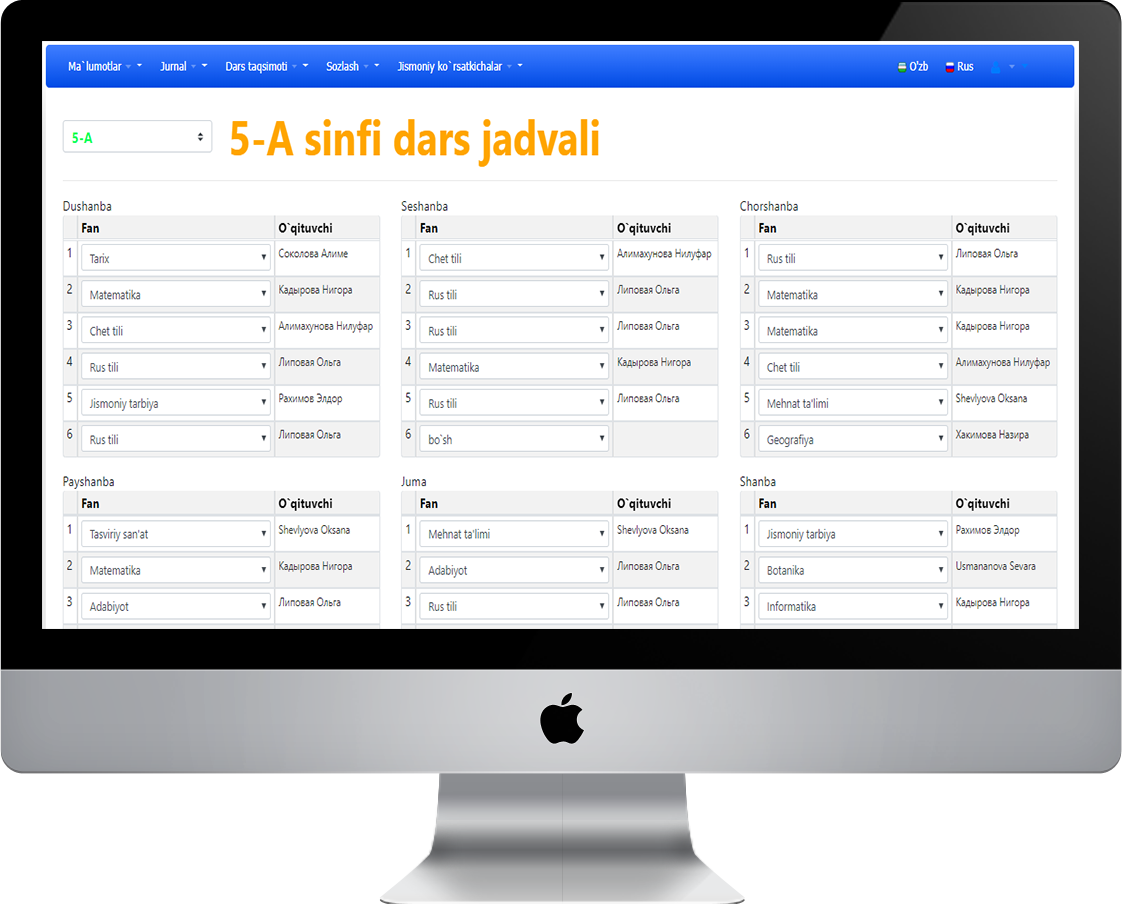 Ma`lumotlar Jurnal Dars taqsimoti Sozlash Jismoniy ko`rsatkichalar O'zb Rus
5-A 5-A sinfi dars jadvali
Dushanba
Fan O`qituvchi
1 Tarix Соколова Алиме
2 Matematika Кадырова Нигора
3 Chet tili Алимахунова Нилуфар
4 Rus tili Липовая Ольга
5 Jismoniy tarbiya Рахимов Элдор
6 Rus tili Липовая Ольга
Seshanba
Fan O`qituvchi
1 Chet tili Алимахунова Нилуфар
2 Rus tili Липовая Ольга
3 Rus tili Липовая Ольга
4 Matematika Кадырова Нигора
5 Rus tili Липовая Ольга
6 bo`sh
Chorshanba
Fan O`qituvchi
1 Rus tili Липовая Ольга
2 Matematika Кадырова Нигора
3 Matematika Кадырова Нигора
4 Chet tili Алимахунова Нилуфар
5 Mehnat ta'limi Shevlyova Oksana
6 Geografiya Хакимова Назира
Payshanba
Fan O`qituvchi
1 Tasviriy san'at Shevlyova Oksana
2 Matematika Кадырова Нигора
3 Adabiyot Липовая Ольга
Juma
Fan O`qituvchi
1 Mehnat ta'limi Shevlyova Oksana
2 Adabiyot Липовая Ольга
3 Rus tili Липовая Ольга
Shanba
Fan O`qituvchi
1 Jismoniy tarbiya Рахимов Элдор
2 Botanika Usmananova Sevara
3 Informatika Кадырова Нигора